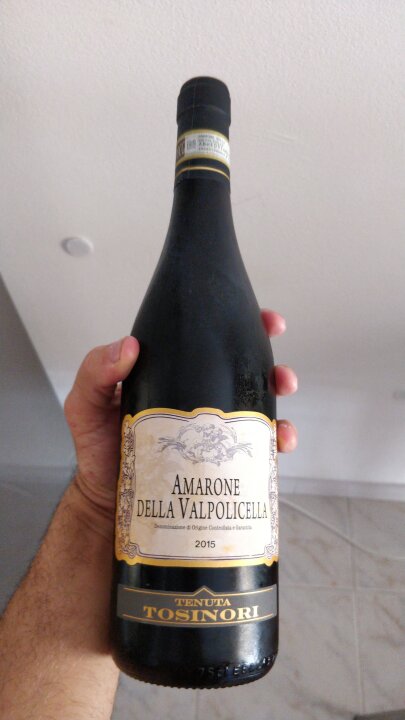 AMARONE
DELLA VALPOLICELLA
Denominazione di Origine Controllata e Garantita
2015
TENUTA
TOSINORI